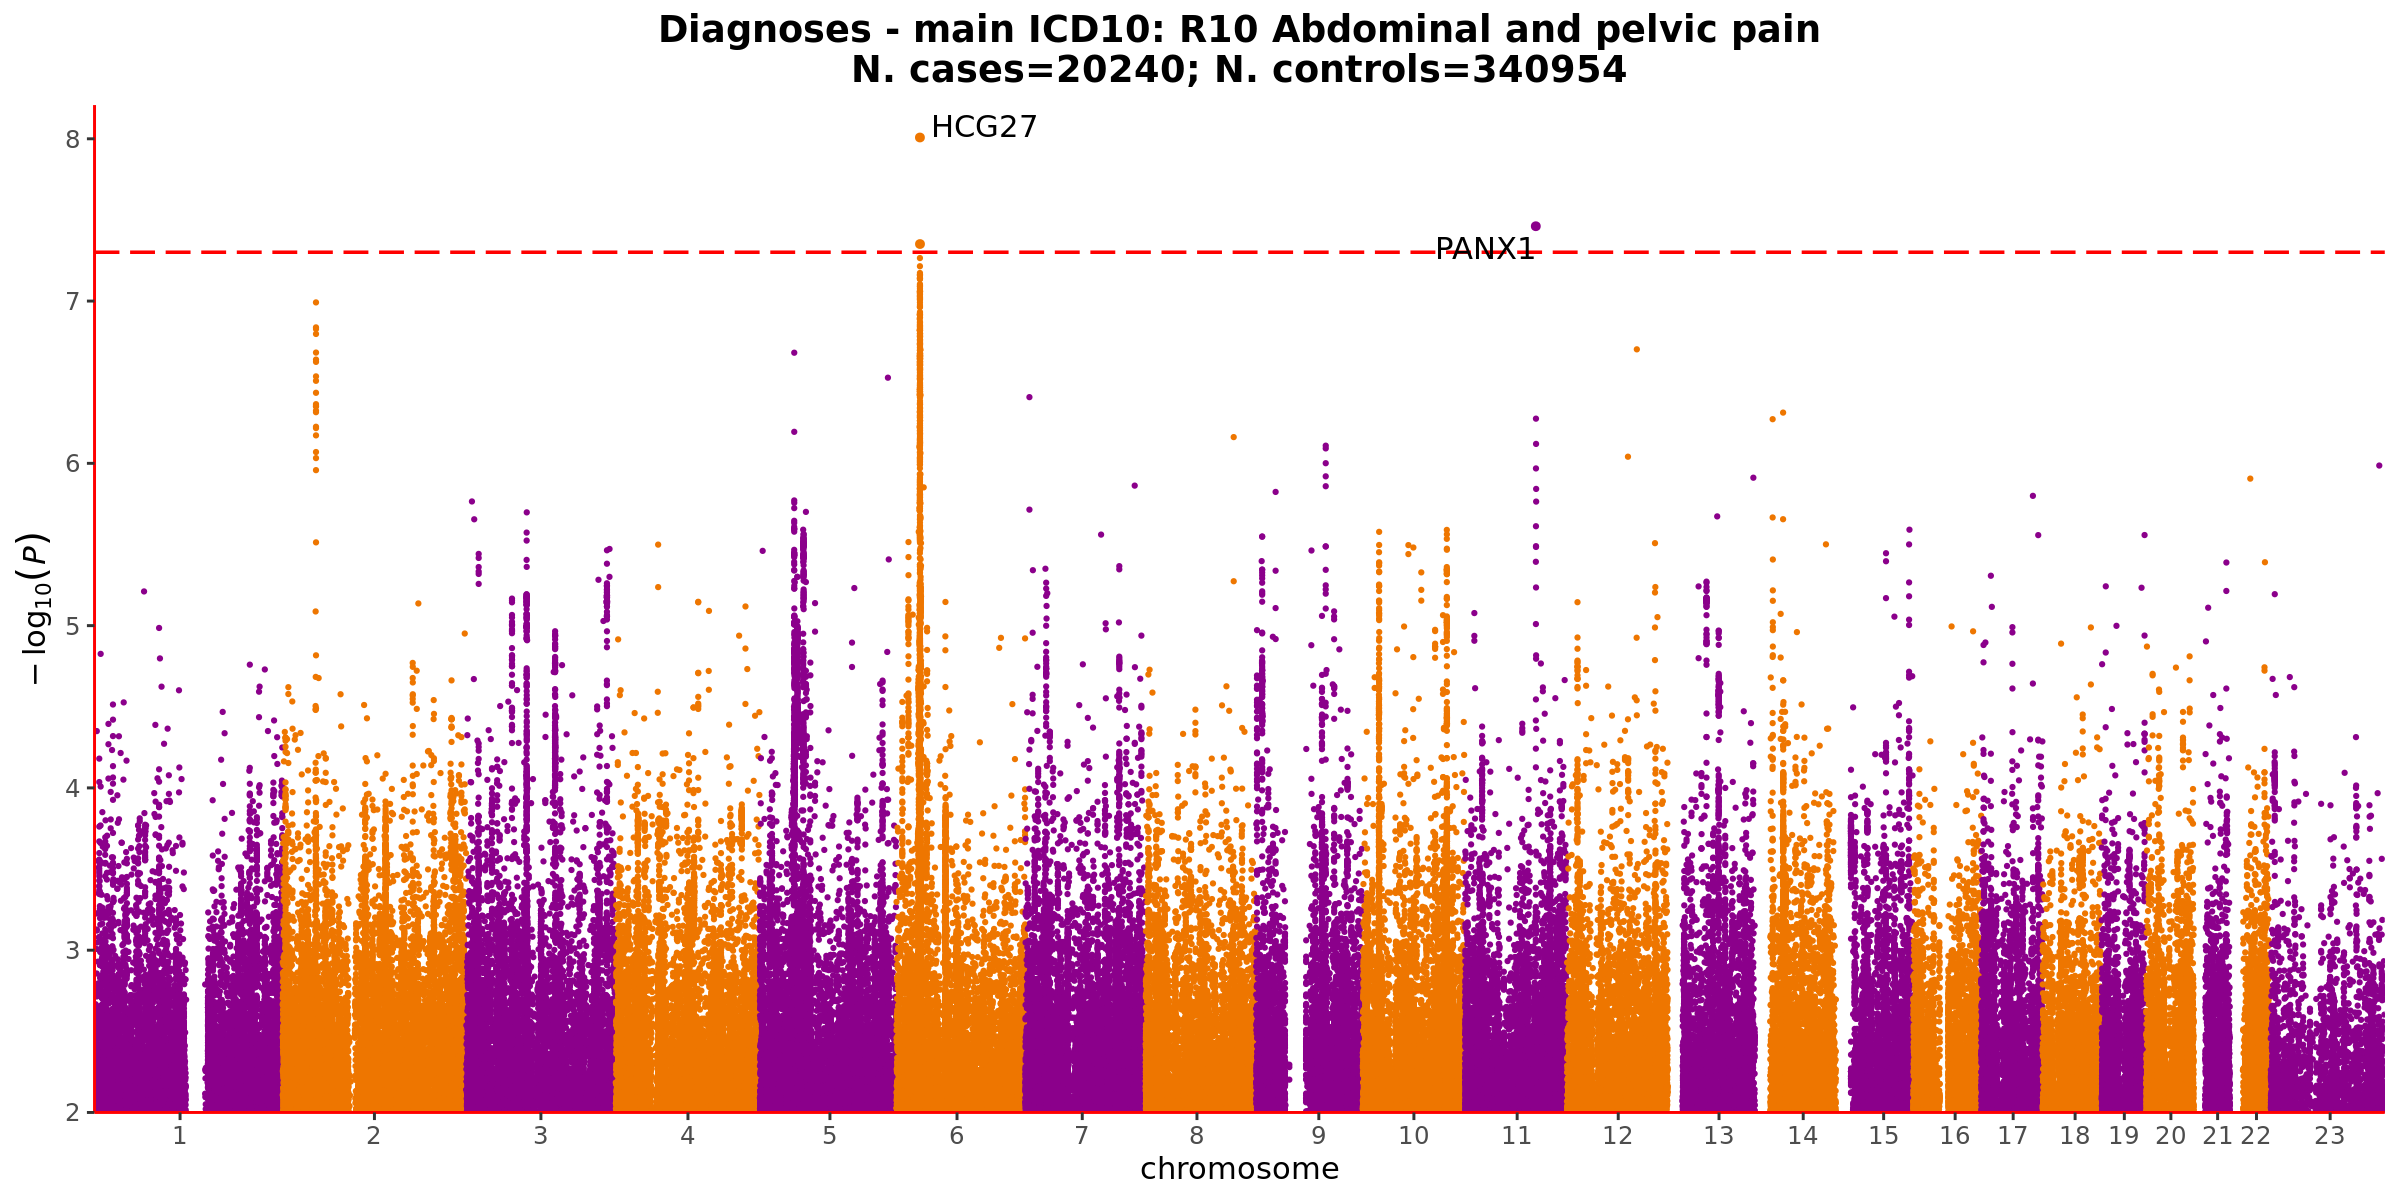 Diagnoses - main ICD10: R10 Abdominal and pelvic pain
N. cases=20240; N. controls=340954
HCG27
PANX1
8
7
6
5
4
3
2
− log₁₀(P)
1 2 3 4 5 6 7 8 9 10 11 12 13 14 15 16 17 18 19 20 21 22 23
chromosome